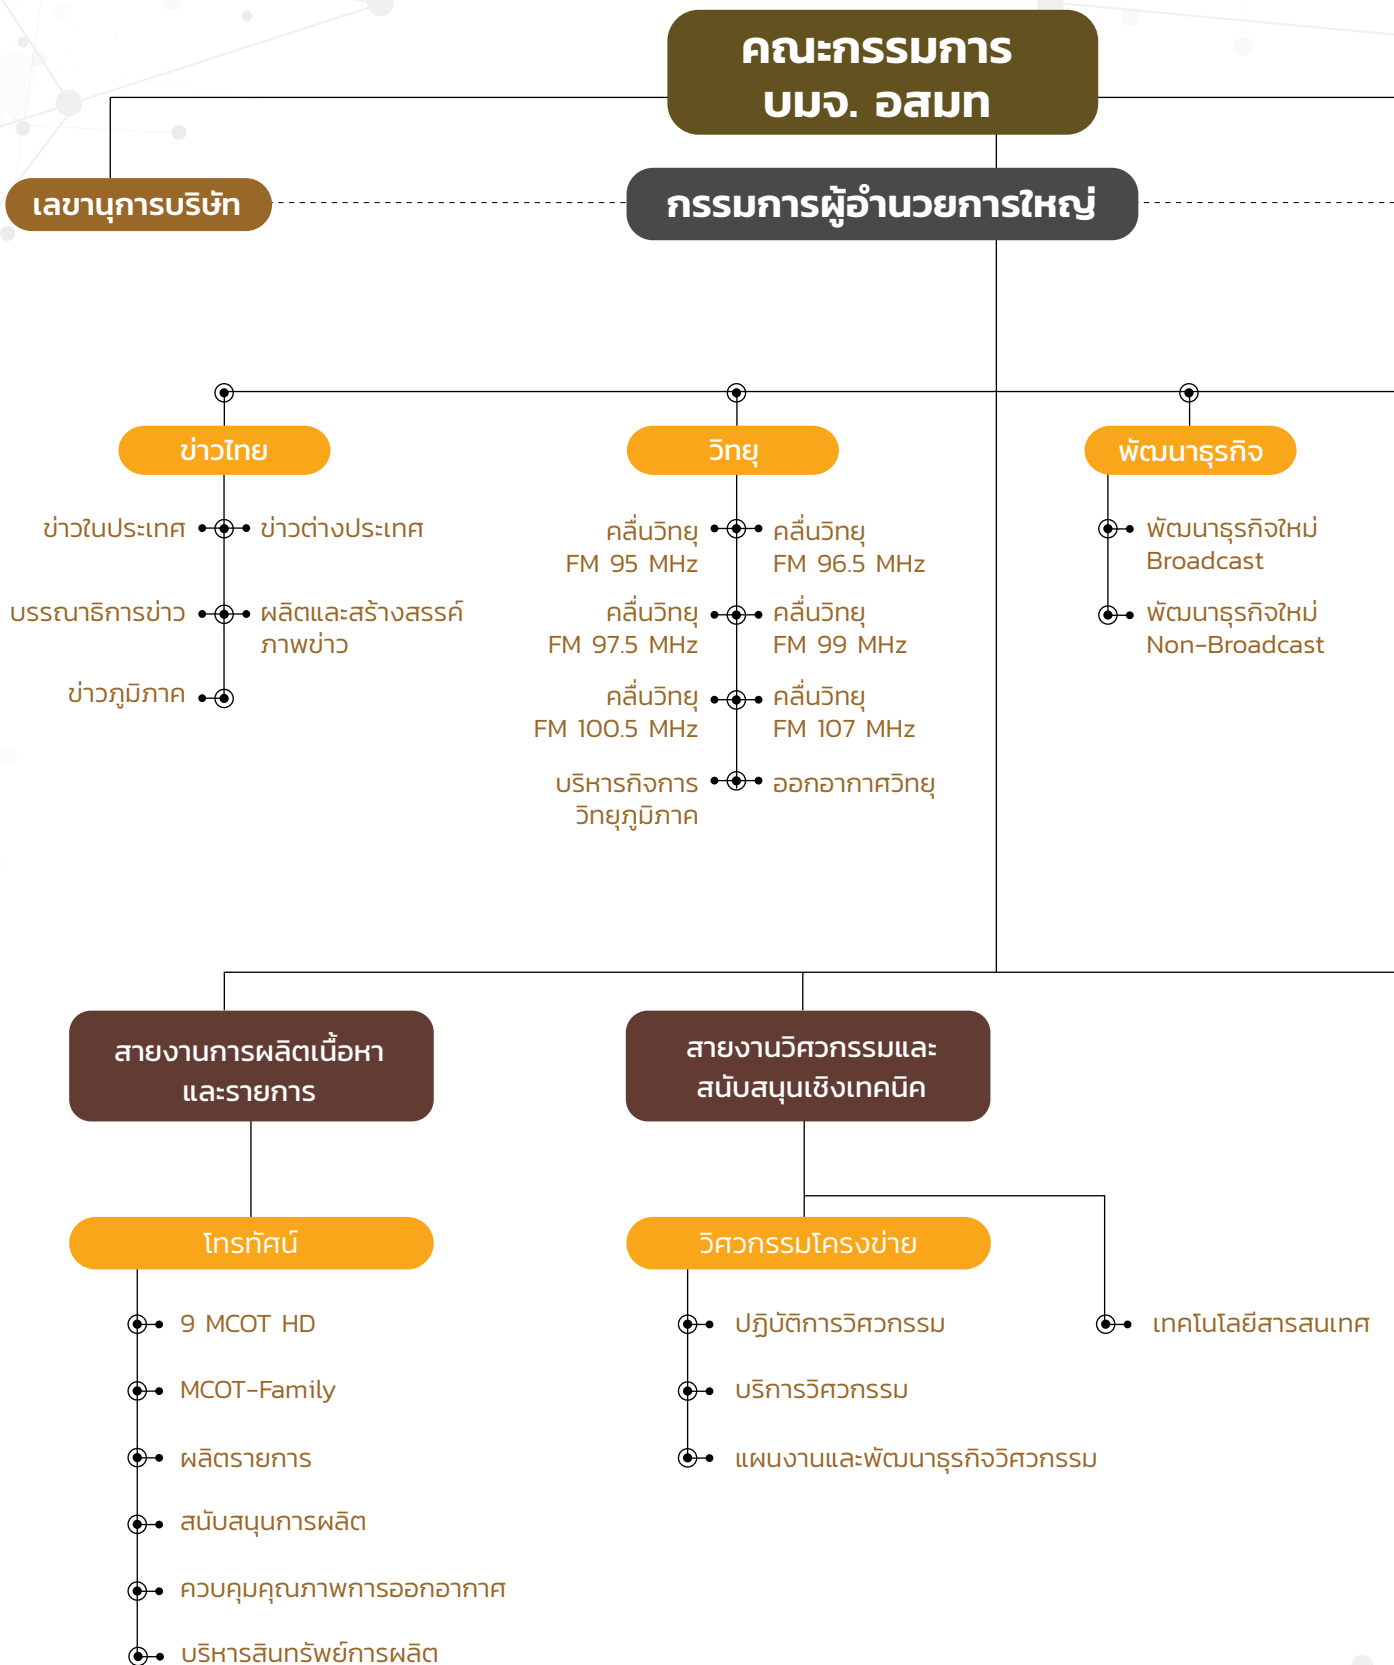 คณะกรรมการ
บมจ. อสมท
เลขานุการบริษัท
กรรมการผู้อำนวยการใหญ่
ข่าวไทย
วิทยุ
พัฒนาธุรกิจ
ข่าวในประเทศ
ข่าวต่างประเทศ
บรรณาธิการข่าว
ผลิตและสร้างสรรค์
ภาพข่าว
ข่าวภูมิภาค
คลื่นวิทยุ
FM 95 MHz
คลื่นวิทยุ
FM 96.5 MHz
คลื่นวิทยุ
FM 97.5 MHz
คลื่นวิทยุ
FM 99 MHz
คลื่นวิทยุ
FM 100.5 MHz
คลื่นวิทยุ
FM 107 MHz
บริหารกิจการ
วิทยุภูมิภาค
ออกอากาศวิทยุ
พัฒนาธุรกิจใหม่
Broadcast
พัฒนาธุรกิจใหม่
Non-Broadcast
สายงานการผลิตเนื้อหา
และรายการ
สายงานวิศวกรรมและ
สนับสนุนเชิงเทคนิค
โทรทัศน์
9 MCOT HD
MCOT-Family
ผลิตรายการ
สนับสนุนการผลิต
ควบคุมคุณภาพการออกอากาศ
บริหารสินทรัพย์การผลิต
วิศวกรรมโครงข่าย
ปฏิบัติการวิศวกรรม
บริการวิศวกรรม
แผนงานและพัฒนาธุรกิจวิศวกรรม
เทคโนโลยีสารสนเทศ